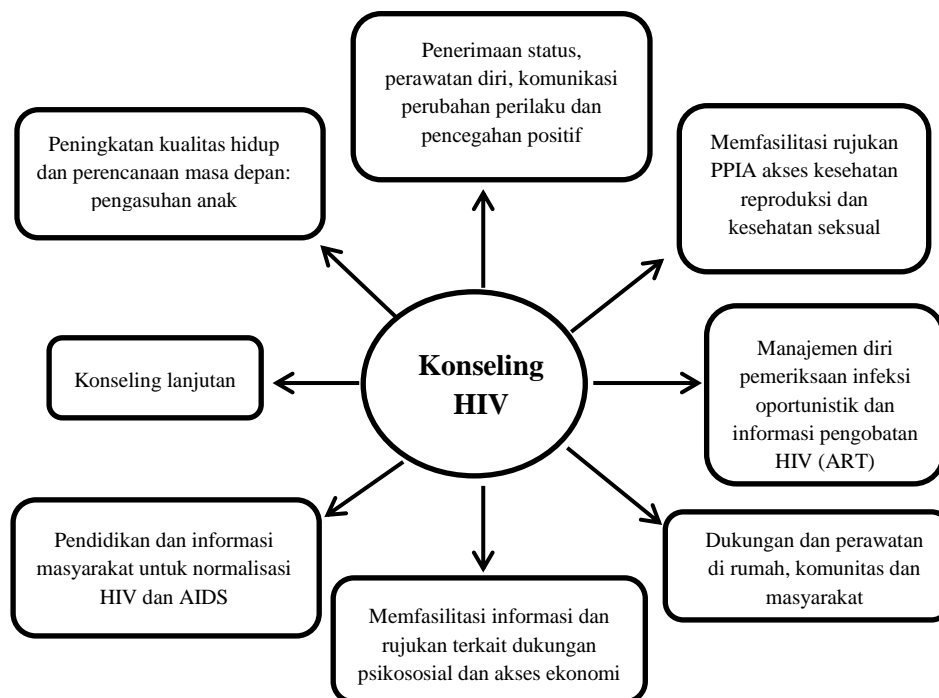 Penerimaan status,
perawatan diri, komunikasi
perubahan perilaku dan
pencegahan positif
Peningkatan kualitas hidup
dan perencanaan masa depan:
pengasuhan anak
Memfasilitasi rujukan
PPIA akses kesehatan
reproduksi dan
kesehatan seksual
Konseling
HIV
Konseling lanjutan
Manajemen diri
pemeriksaan infeksi
oportunistik dan
informasi pengobatan
HIV (ART)
Pendidikan dan informasi
masyarakat untuk normalisasi
HIV dan AIDS
Memfasilitasi informasi dan
rujukan terkait dukungan
psikososial dan akses ekonomi
Dukungan dan perawatan
di rumah, komunitas dan
masyarakat